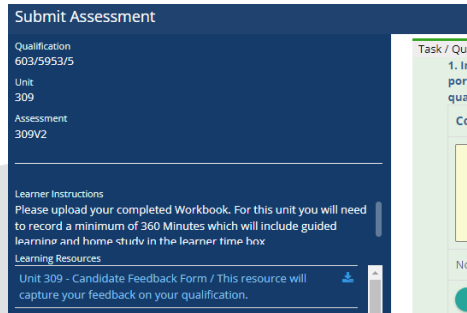 Submit Assessment
Qualification
603/5953/5
Unit
309
Assessment
309V2
Learner Instructions
Please upload your completed Workbook. For this unit you will need
to record a minimum of 360 Minutes which will include guided
learning and home study in the learner time box
Learning Resources
Unit 309 - Candidate Feedback Form / This resource will
capture your feedback on your qualification.
Task / Qu
1. I
por
qua
Co
No